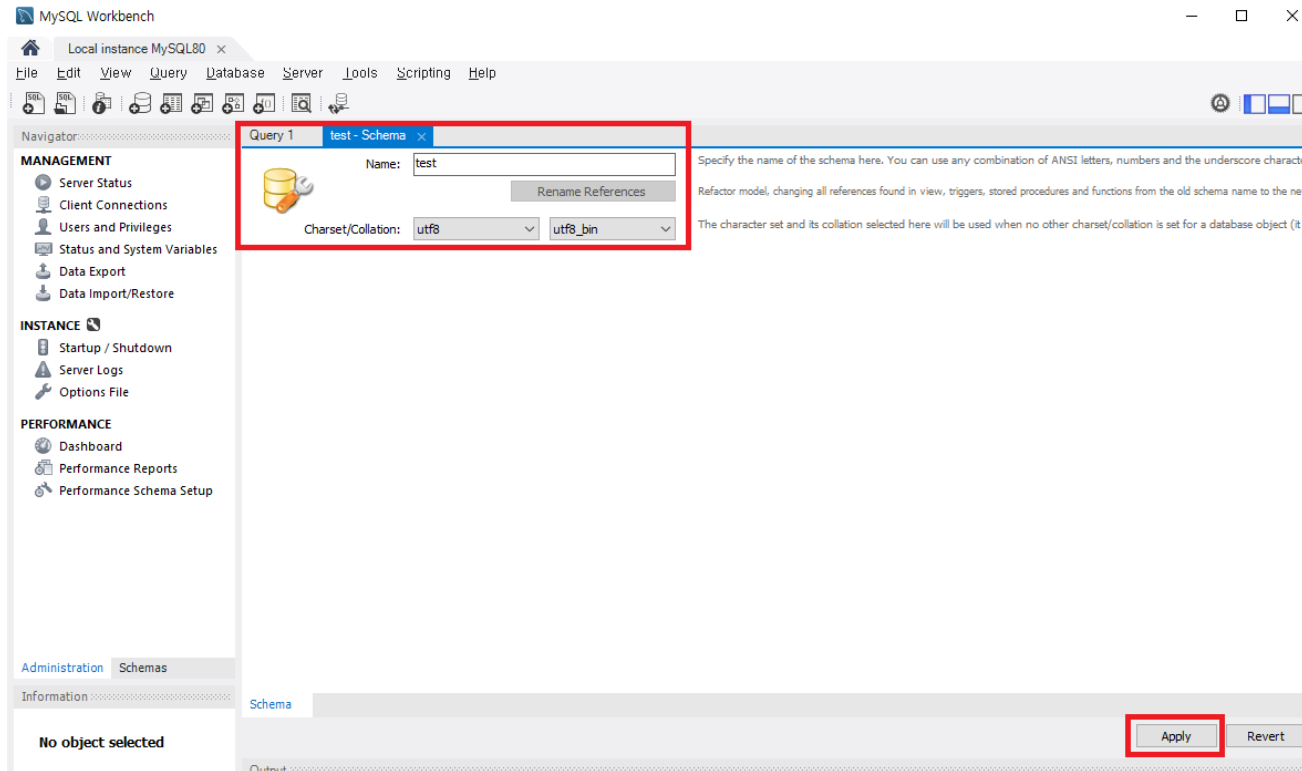 MySQL Workbench
Local instance MySQL80
File Edit View Query Database Server Tools Scripting Help
Navigator
MANAGEMENT
Server Status
Client Connections
Users and Privileges
Status and System Variables
Data Export
Data Import/Restore
INSTANCE
Startup / Shutdown
Server Logs
Options File
PERFORMANCE
Dashboard
Performance Reports
Performance Schema Setup
Administration Schemas
Information
No object selected
Query 1 test - Schema
Name: test
Specify the name of the schema here. You can use any combination of ANSI letters, numbers and the underscore charact
Rename References
Refactor model, changing all references found in view, triggers, stored procedures and functions from the old schema name to the ne
Charset/Collation: utf8 utf8_bin
The character set and its collation selected here will be used when no other charset/collation is set for a database object (it
Schema
Apply Revert
Output